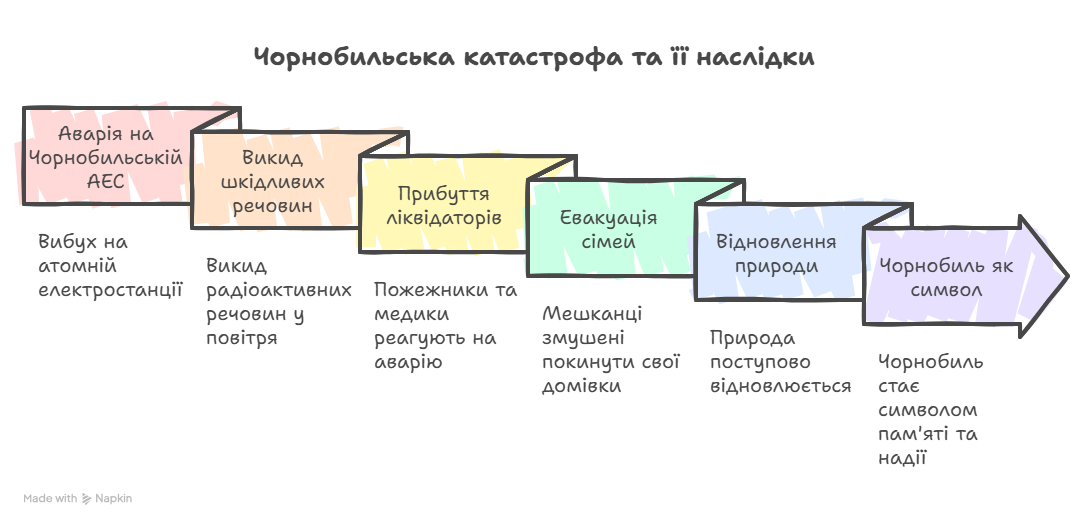 Чорнобильська катастрофа та її наслідки
Аварія на
Чорнобильській
АЕС
Вибух на
атомній
електростанції
Викид
шкідливих
речовин
Викид
радіоактивних
речовин у
повітря
Прибуття
ліквідаторів
Пожежники та
медики
реагують на
аварію
Евакуація
сімей
Мешканці
змушені
покинути свої
домівки
Відновлення
природи
Природа
поступово
відновлюється
Чорнобиль як
символ
Чорнобиль
стає
символом
пам'яті та
надії
Made with Napkin